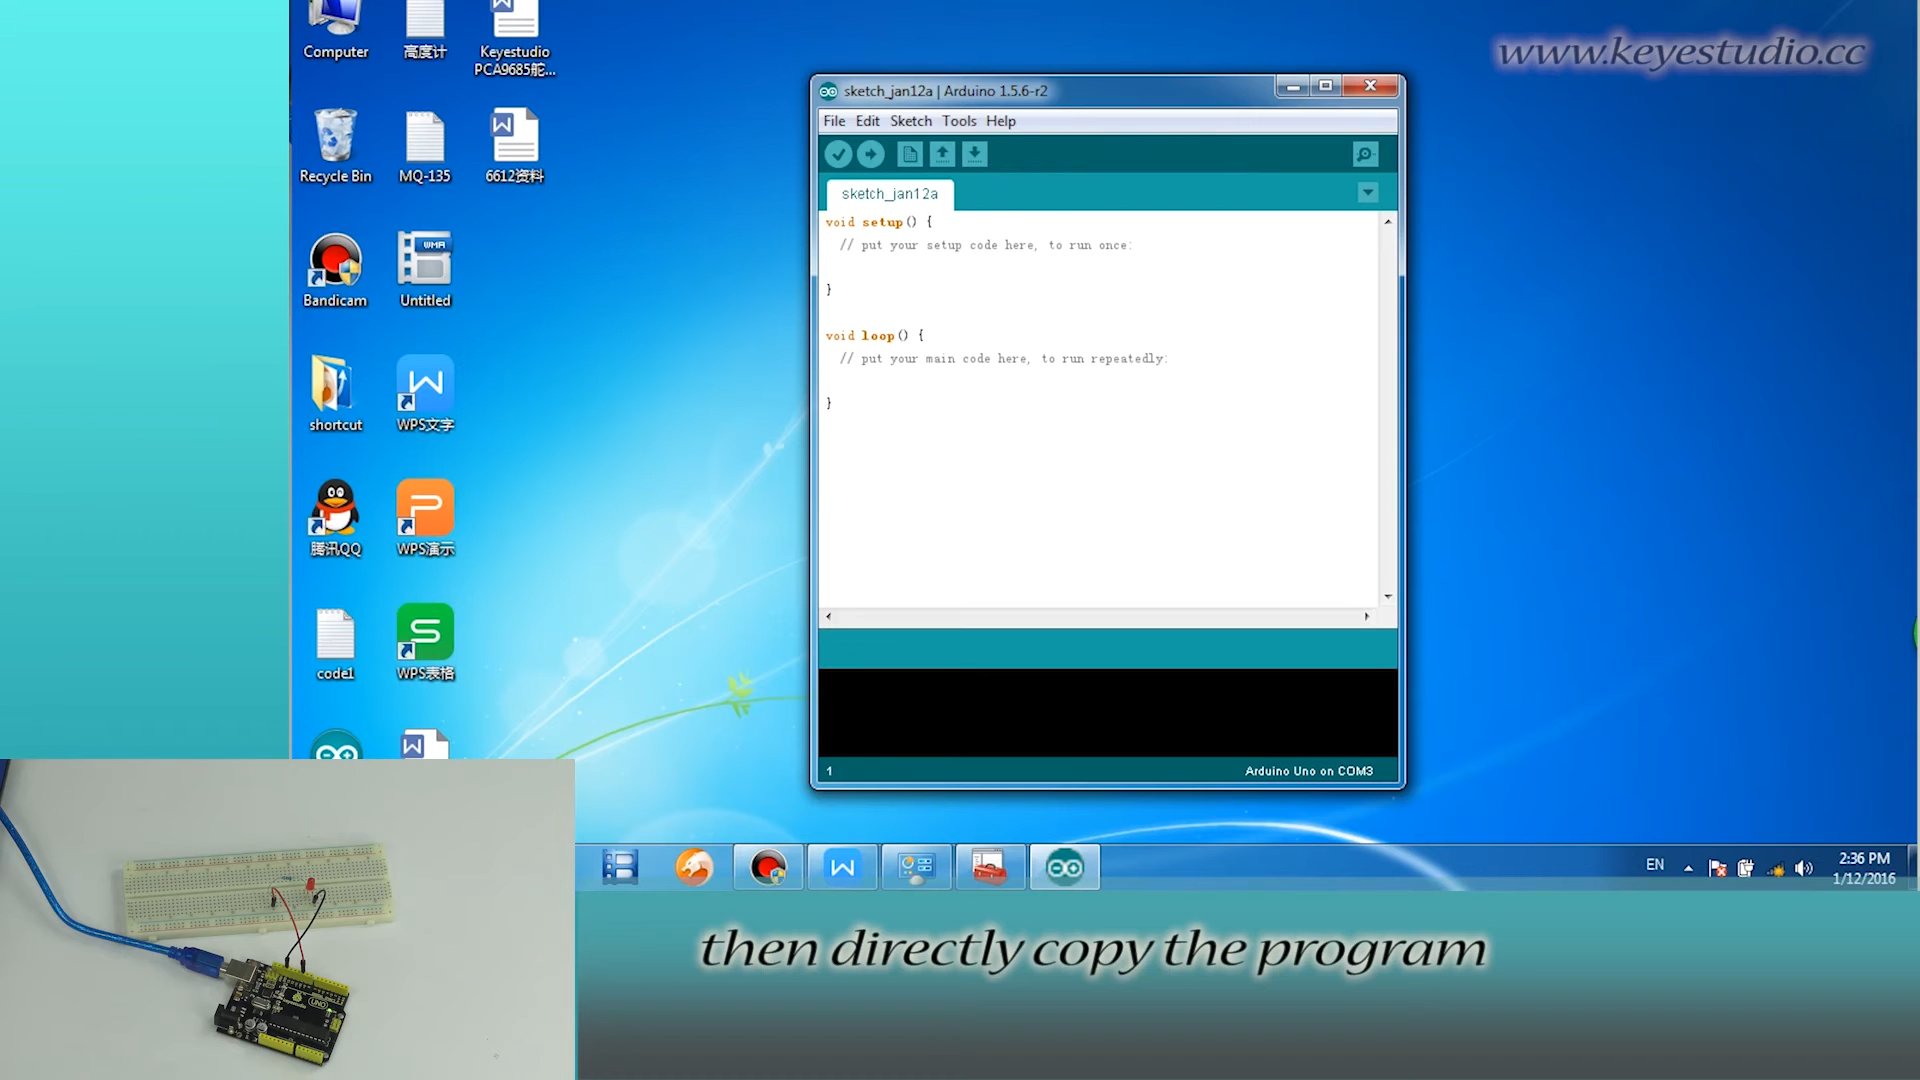 www.keyestudio.cc
Computer
高度计
Keyestudio
PCA9685舵...
Recycle Bin
MQ-135
6612资料
Bandicam
WMA
Untitled
shortcut
WPS文字
腾讯QQ
WPS演示
code1
WPS表格
sketch_jan12a | Arduino 1.5.6-r2
File Edit Sketch Tools Help
sketch_jan12a
void setup() {
// put your setup code here, to run once:
}
void loop() {
// put your main code here, to run repeatedly:
}
1
Arduino Uno on COM3
EN
2:36 PM
1/12/2016
then directly copy the program
keyestudio
UNO